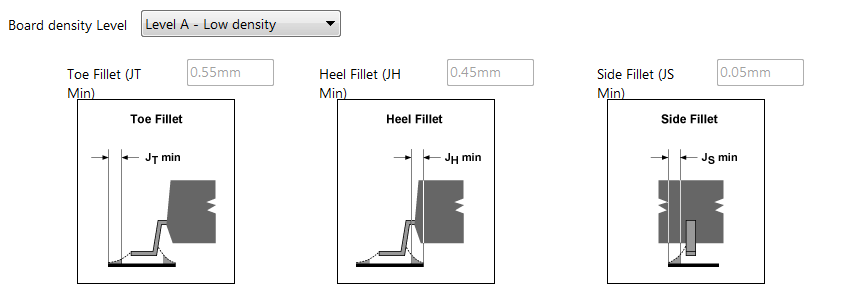 Board density Level Level A - Low density
Toe Fillet (JT 0.55mm Heel Fillet (JH 0.45mm Side Fillet (JS 0.05mm
Min) Min) Min)
Toe Fillet Heel Fillet Side Fillet
JT min JH min JS min